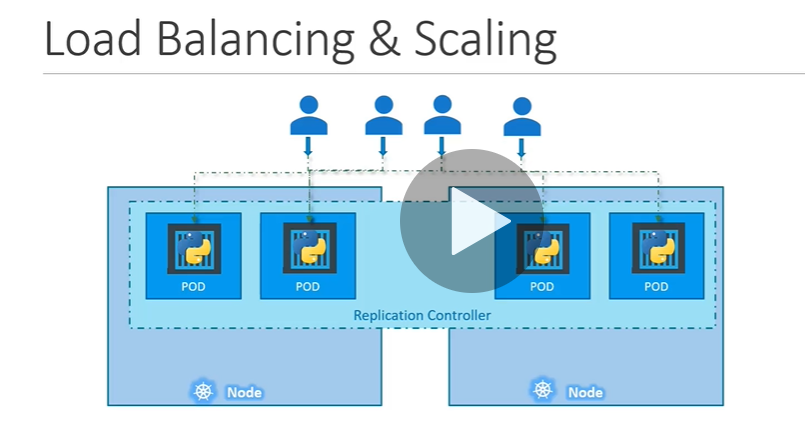 Load Balancing & Scaling
POD
POD
POD
POD
Replication Controller
Node
Node